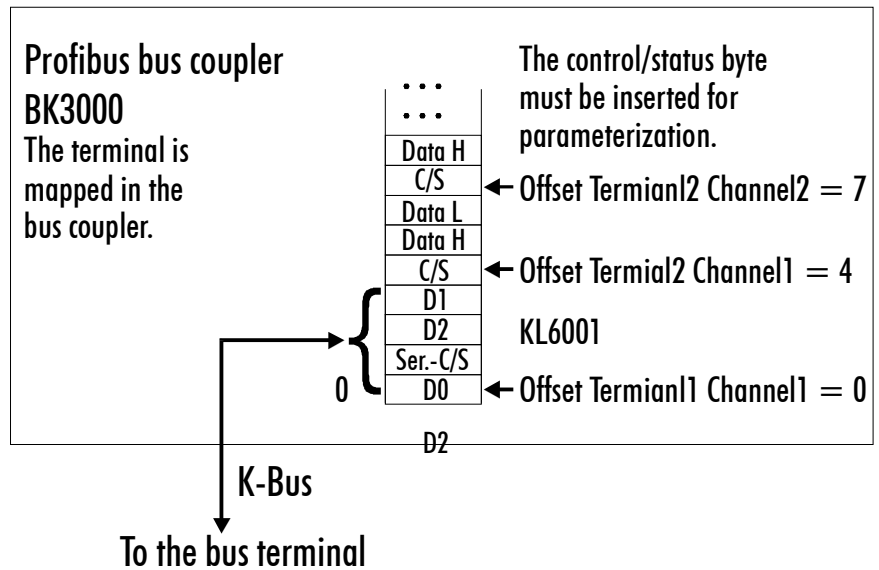 Profibus bus coupler
BK3000
The terminal is
mapped in the
bus coupler.
The control/status byte
must be inserted for
parameterization.
...
...
Data H
C/S
Offset Termianl2 Channel2 = 7
Data L
Data H
C/S
Offset Termial2 Channel1 = 4
D1
D2
KL6001
Ser.-C/S
0
D0
Offset Termianl1 Channel1 = 0
D2
K-Bus
To the bus terminal